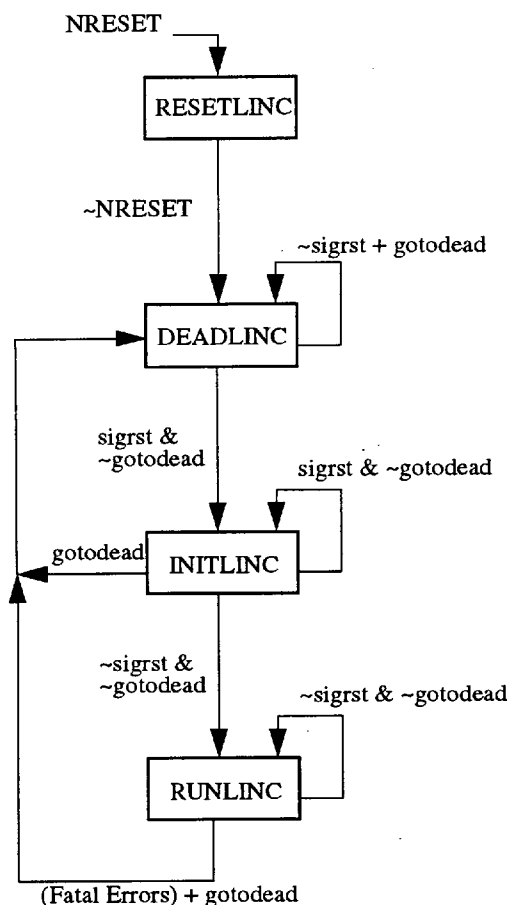 NRESET
RESETLINC
~NRESET
~sigrst + gotodead
DEADLINC
sigrst &
~gotodead
sigrst & ~gotodead
gotodead
INITLINC
~sigrst &
~gotodead
~sigrst & ~gotodead
RUNLINC
(Fatal Errors) + gotodead